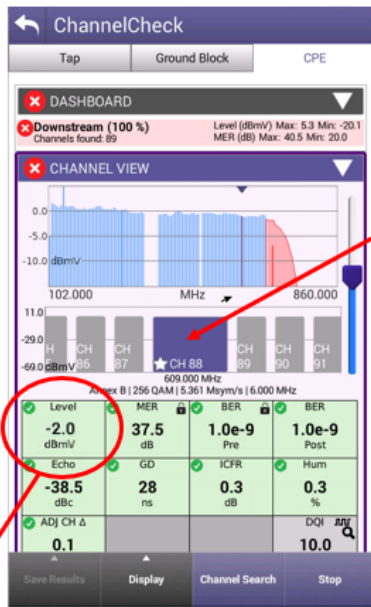 ChannelCheck
Tap Ground Block CPE
DASHBOARD
Downstream (100 %) Level (dBmV) Max: 5.3 Min: -20.1
Channels found: 89 MER (dB) Max: 40.5 Min: 20.0
CHANNEL VIEW
0.0
-5.0
-10.0 dBmV
102.000 MHz 860.000
11.0
-29.0
-69.0 dBmV
CH 86 CH 87 CH 88 CH 89 CH 90 CH 91
609.000 MHz
Annex B | 256 QAM | 5.361 Msym/s | 6.000 MHz
Level MER BER BER
-2.0 37.5 1.0e-9 1.0e-9
dBmV dB Pre Post
Echo GD ICFR Hum
-38.5 28 0.3 0.3
dBc ns dB %
ADJ CH Δ DQI
0.1 10.0
Save Results Display Channel Search Stop